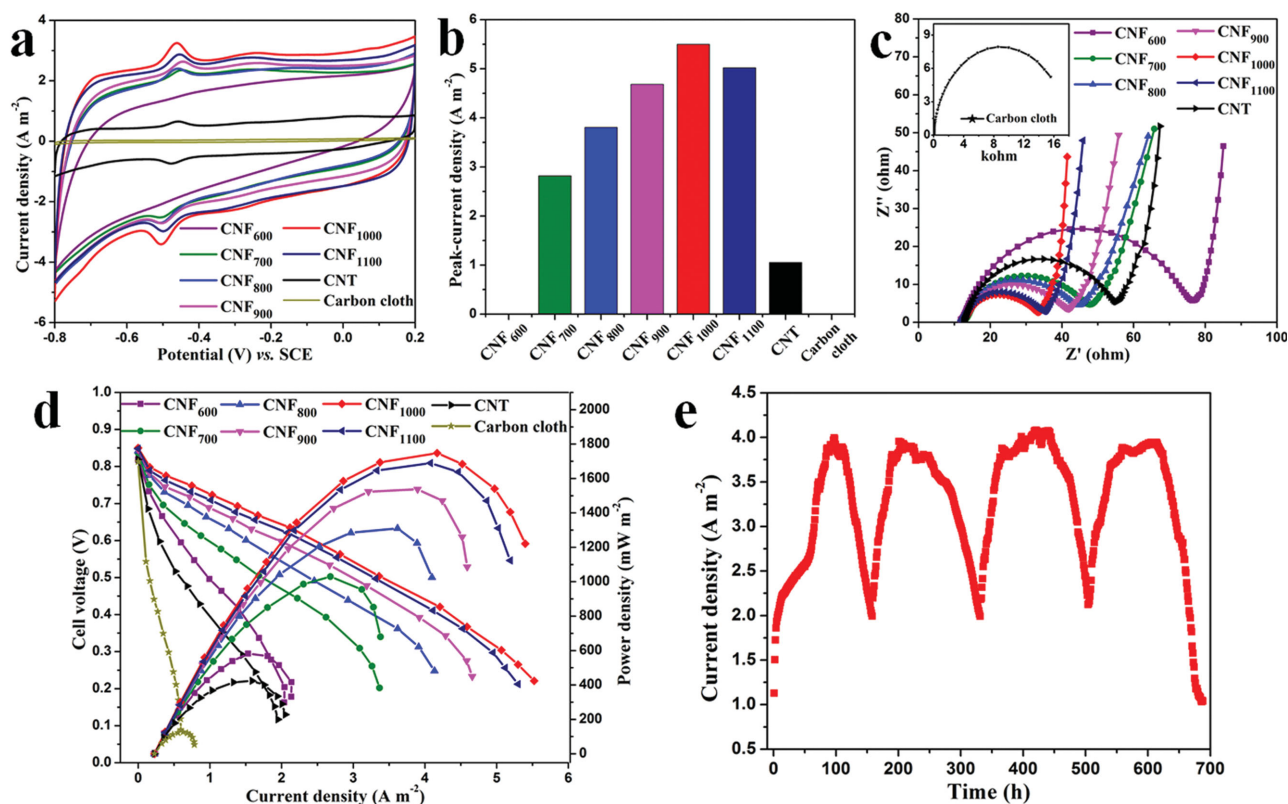 a
Current density (A m⁻²)
4
2
0
-2
-4
-0.8 -0.6 -0.4 -0.2 0.0 0.2
Potential (V) vs. SCE
CNF₆₀₀ CNF₁₀₀₀
CNF₇₀₀ CNF₁₁₀₀
CNF₈₀₀ CNT
CNF₉₀₀ Carbon cloth
b
Peak-current density (A m⁻²)
6
5
4
3
2
1
0
CNF 600 CNF 700 CNF 800 CNF 900 CNF 1000 CNF 1100 CNT Carbon cloth
c
Z'' (ohm)
80
70
60
50
40
30
20
10
0
0 20 40 60 80 100
Z' (ohm)
9
6
3
0
0 4 8 12 16
kohm
Carbon cloth
CNF₆₀₀ CNF₉₀₀
CNF₇₀₀ CNF₁₀₀₀
CNF₈₀₀ CNF₁₁₀₀
CNT
d
Cell voltage (V)
1.0
0.9
0.8
0.7
0.6
0.5
0.4
0.3
0.2
0.1
0.0
CNF₆₀₀ CNF₈₀₀ CNF₁₀₀₀ CNT
CNF₇₀₀ CNF₉₀₀ CNF₁₁₀₀ Carbon cloth
0 1 2 3 4 5 6
Current density (A m⁻²)
2000
1800
1600
1400
1200
1000
800
600
400
200
0
Power density (mW m⁻²)
e
Current density (A m⁻²)
4.5
4.0
3.5
3.0
2.5
2.0
1.5
1.0
0.5
0 100 200 300 400 500 600 700
Time (h)